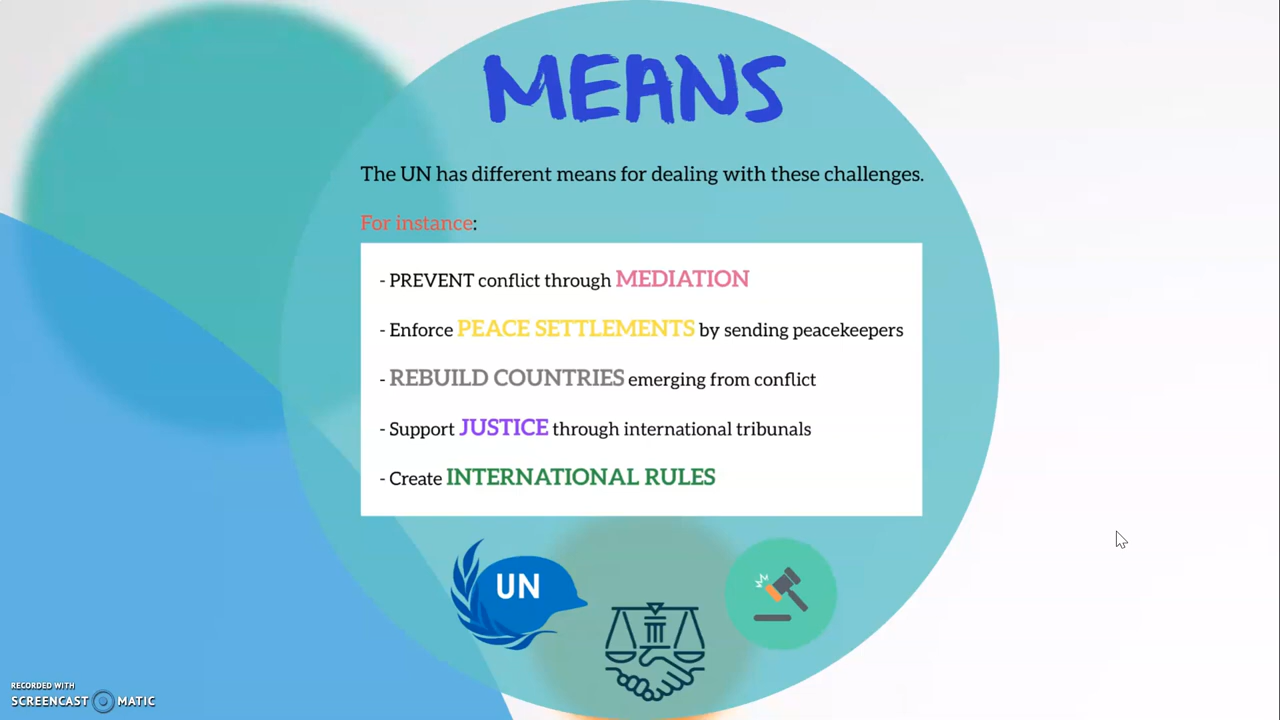 MEANS
The UN has different means for dealing with these challenges.
For instance:
- PREVENT conflict through MEDIATION
- Enforce PEACE SETTLEMENTS by sending peacekeepers
- REBUILD COUNTRIES emerging from conflict
- Support JUSTICE through international tribunals
- Create INTERNATIONAL RULES
UN
RECORDED WITH
SCREENCAST MATIC